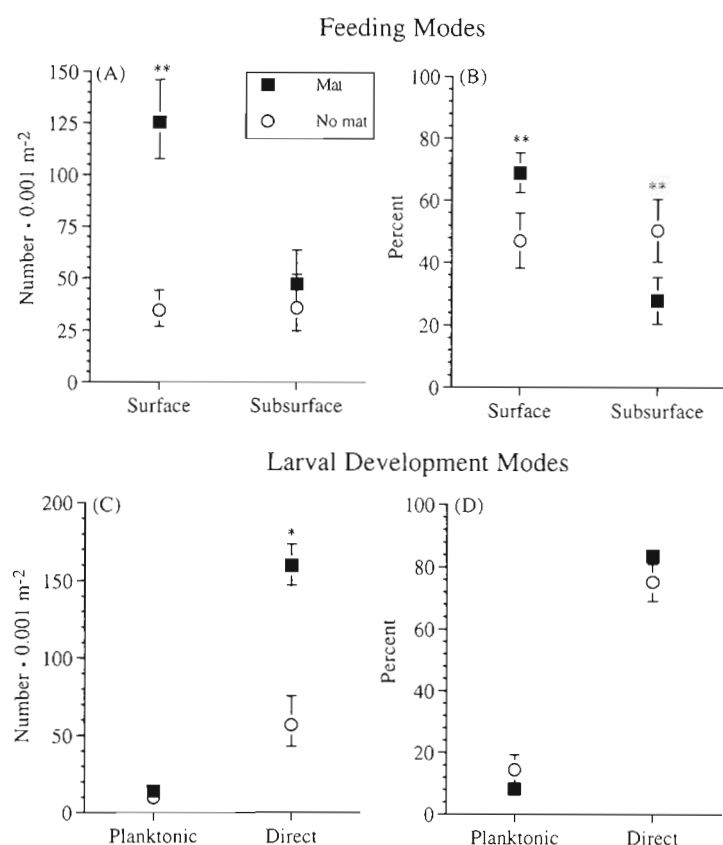 Feeding Modes
(A)
**
Mat
No mat
150
125
100
75
50
25
0
Number • 0.001 m-2
Surface
Subsurface
(B)
**
**
100
80
60
40
20
0
Percent
Surface
Subsurface
Larval Development Modes
(C)
*
200
150
100
50
0
Number • 0.001 m-2
Planktonic
Direct
(D)
100
80
60
40
20
0
Percent
Planktonic
Direct